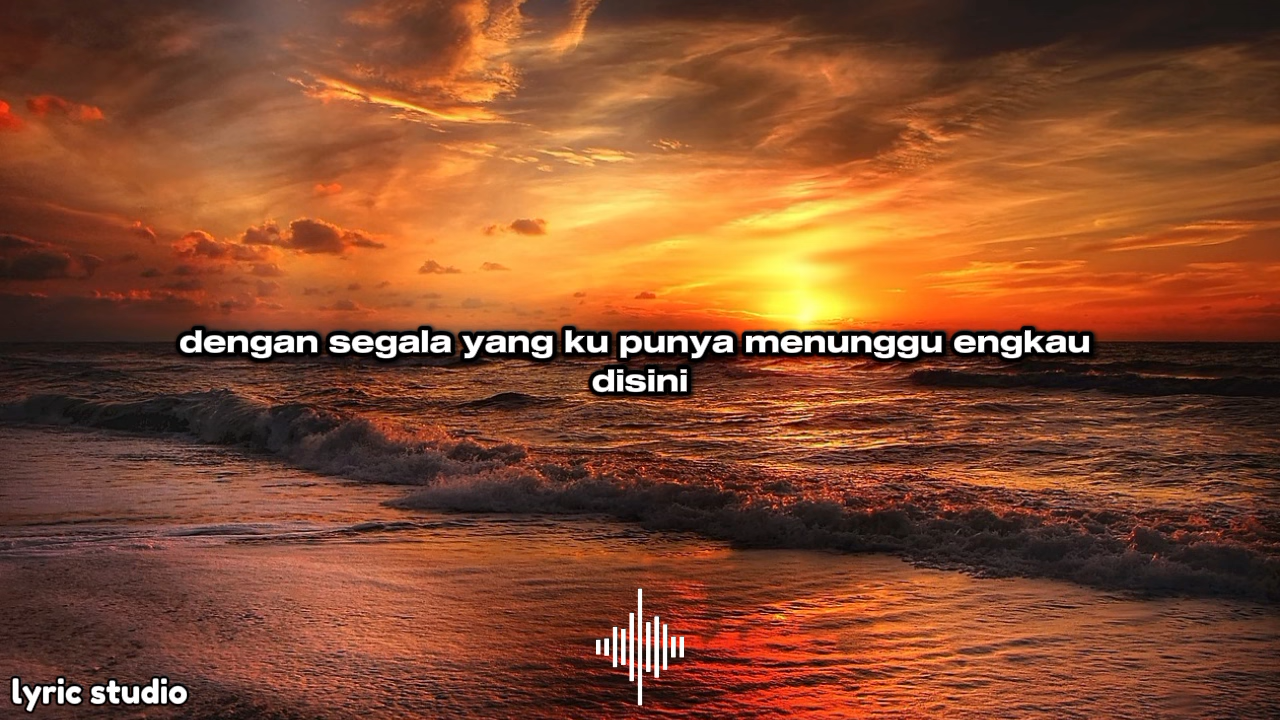 dengan segala yang ku punya menunggu engkau
disini
lyric studio